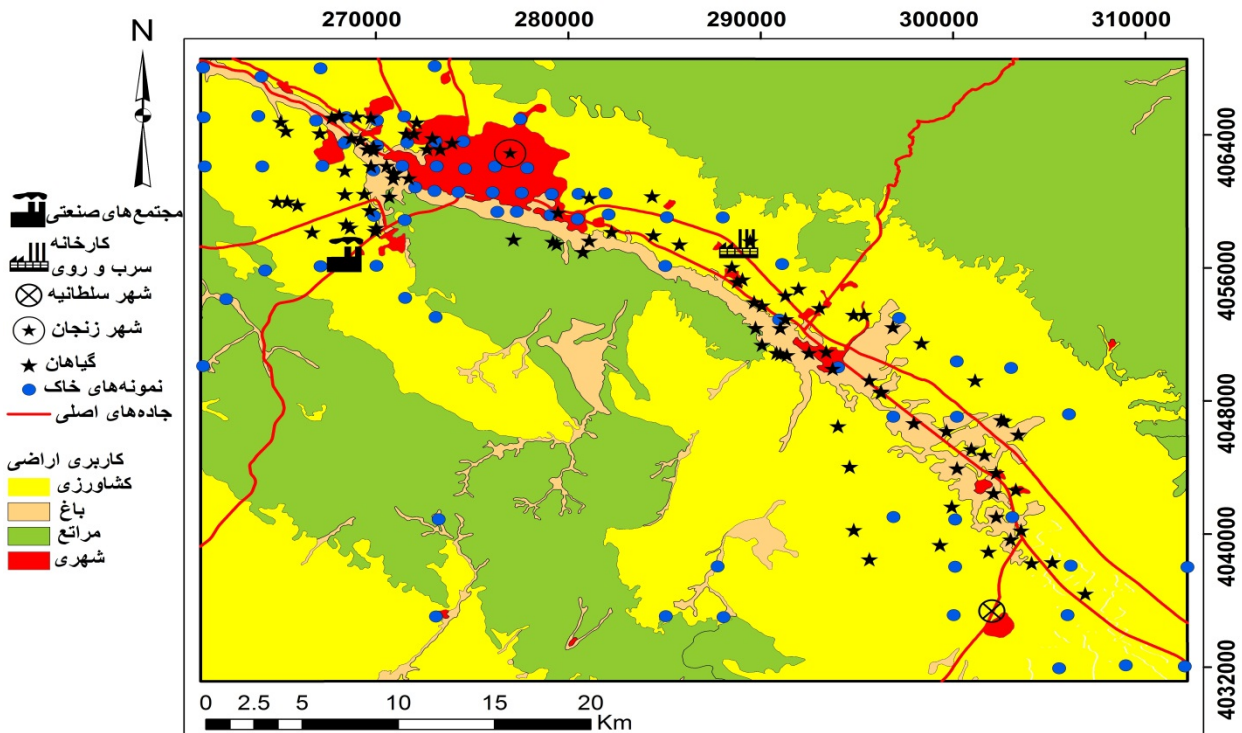 270000 280000 290000 300000 310000
N
4064000
4056000
4048000
4040000
4032000
مجتمع‌های صنعتی
کارخانه
سرب و روی
شهر سلطانیه
شهر زنجان
گیاهان
نمونه‌های خاک
جاده‌های اصلی
کاربری اراضی
کشاورزی
باغ
مراتع
شهری
0 2.5 5 10 15 20
Km